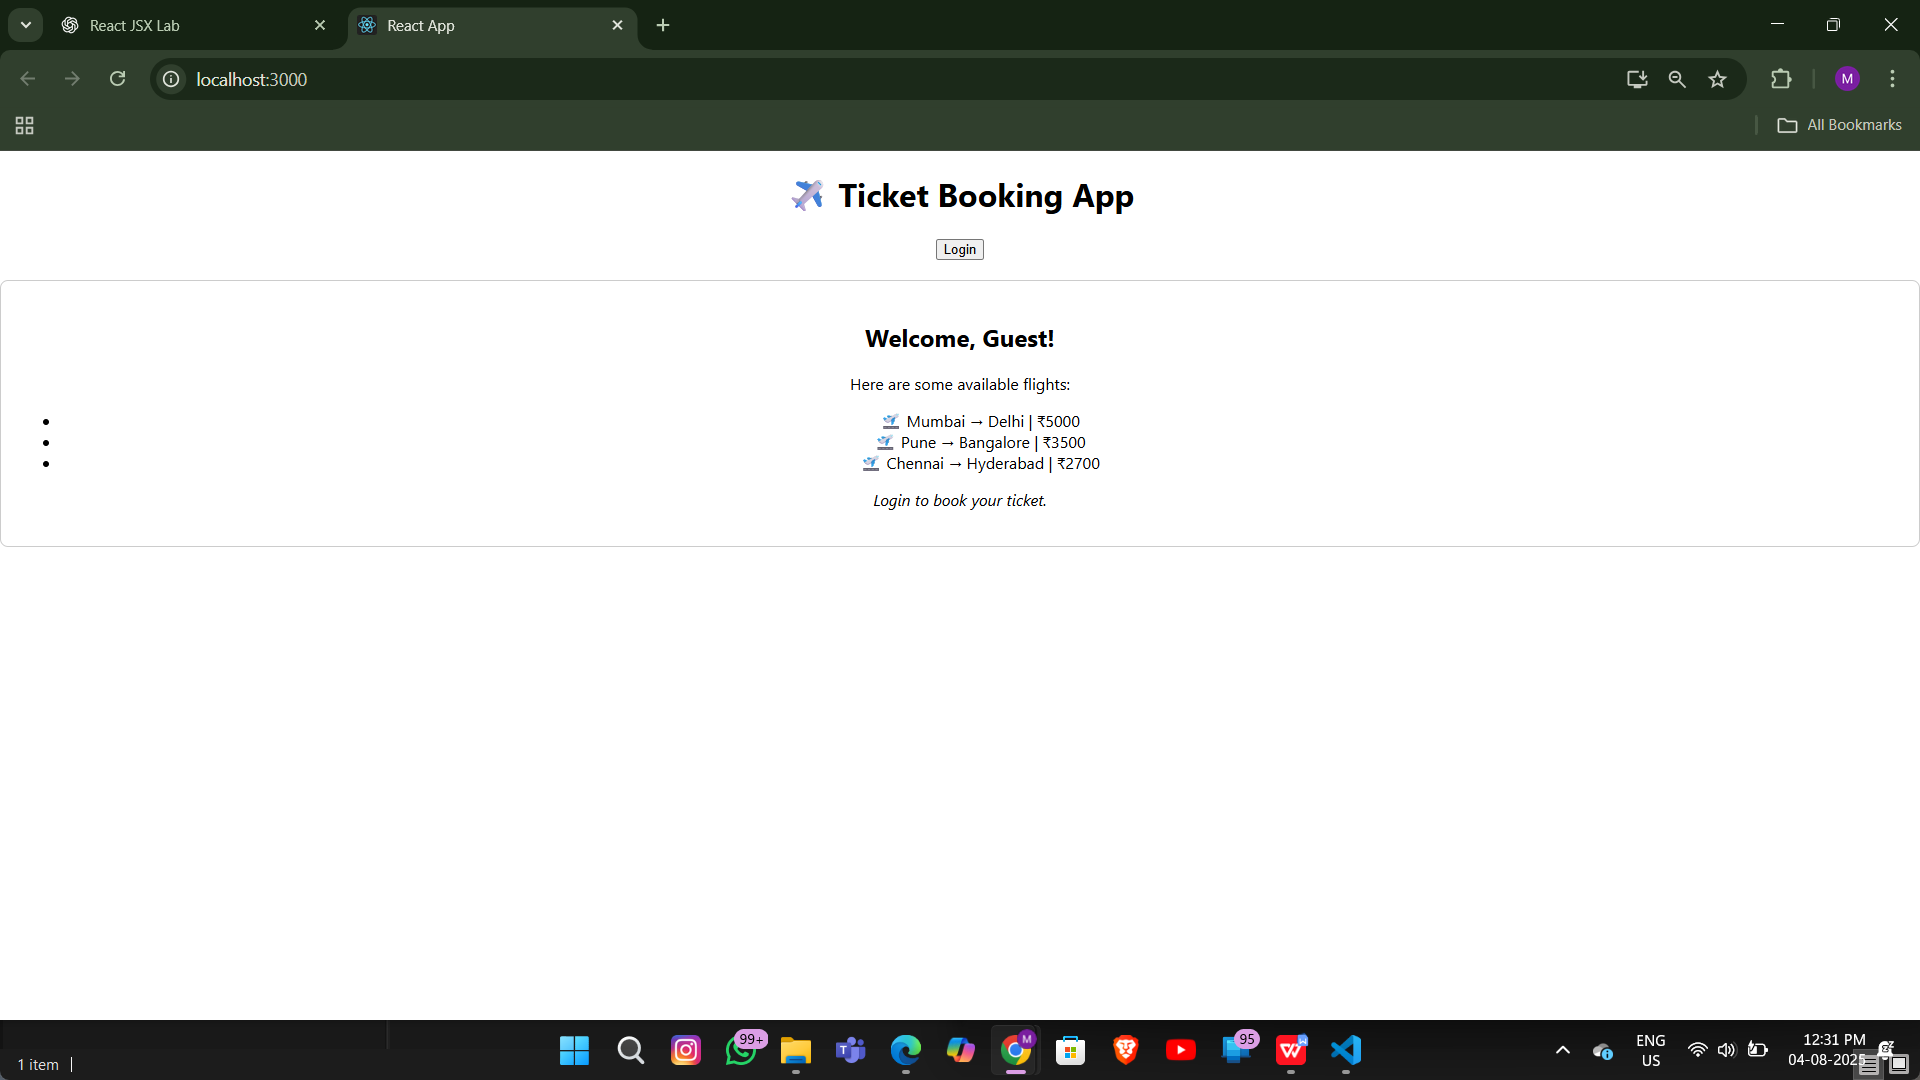 React JSX Lab
React App
localhost:3000
M
All Bookmarks
✈️ Ticket Booking App
Login
Welcome, Guest!
Here are some available flights:
• 🛫 Mumbai → Delhi | ₹5000
• 🛫 Pune → Bangalore | ₹3500
• 🛫 Chennai → Hyderabad | ₹2700
Login to book your ticket.
1 item
99+
M
95
ENG
US
12:31 PM
04-08-2025